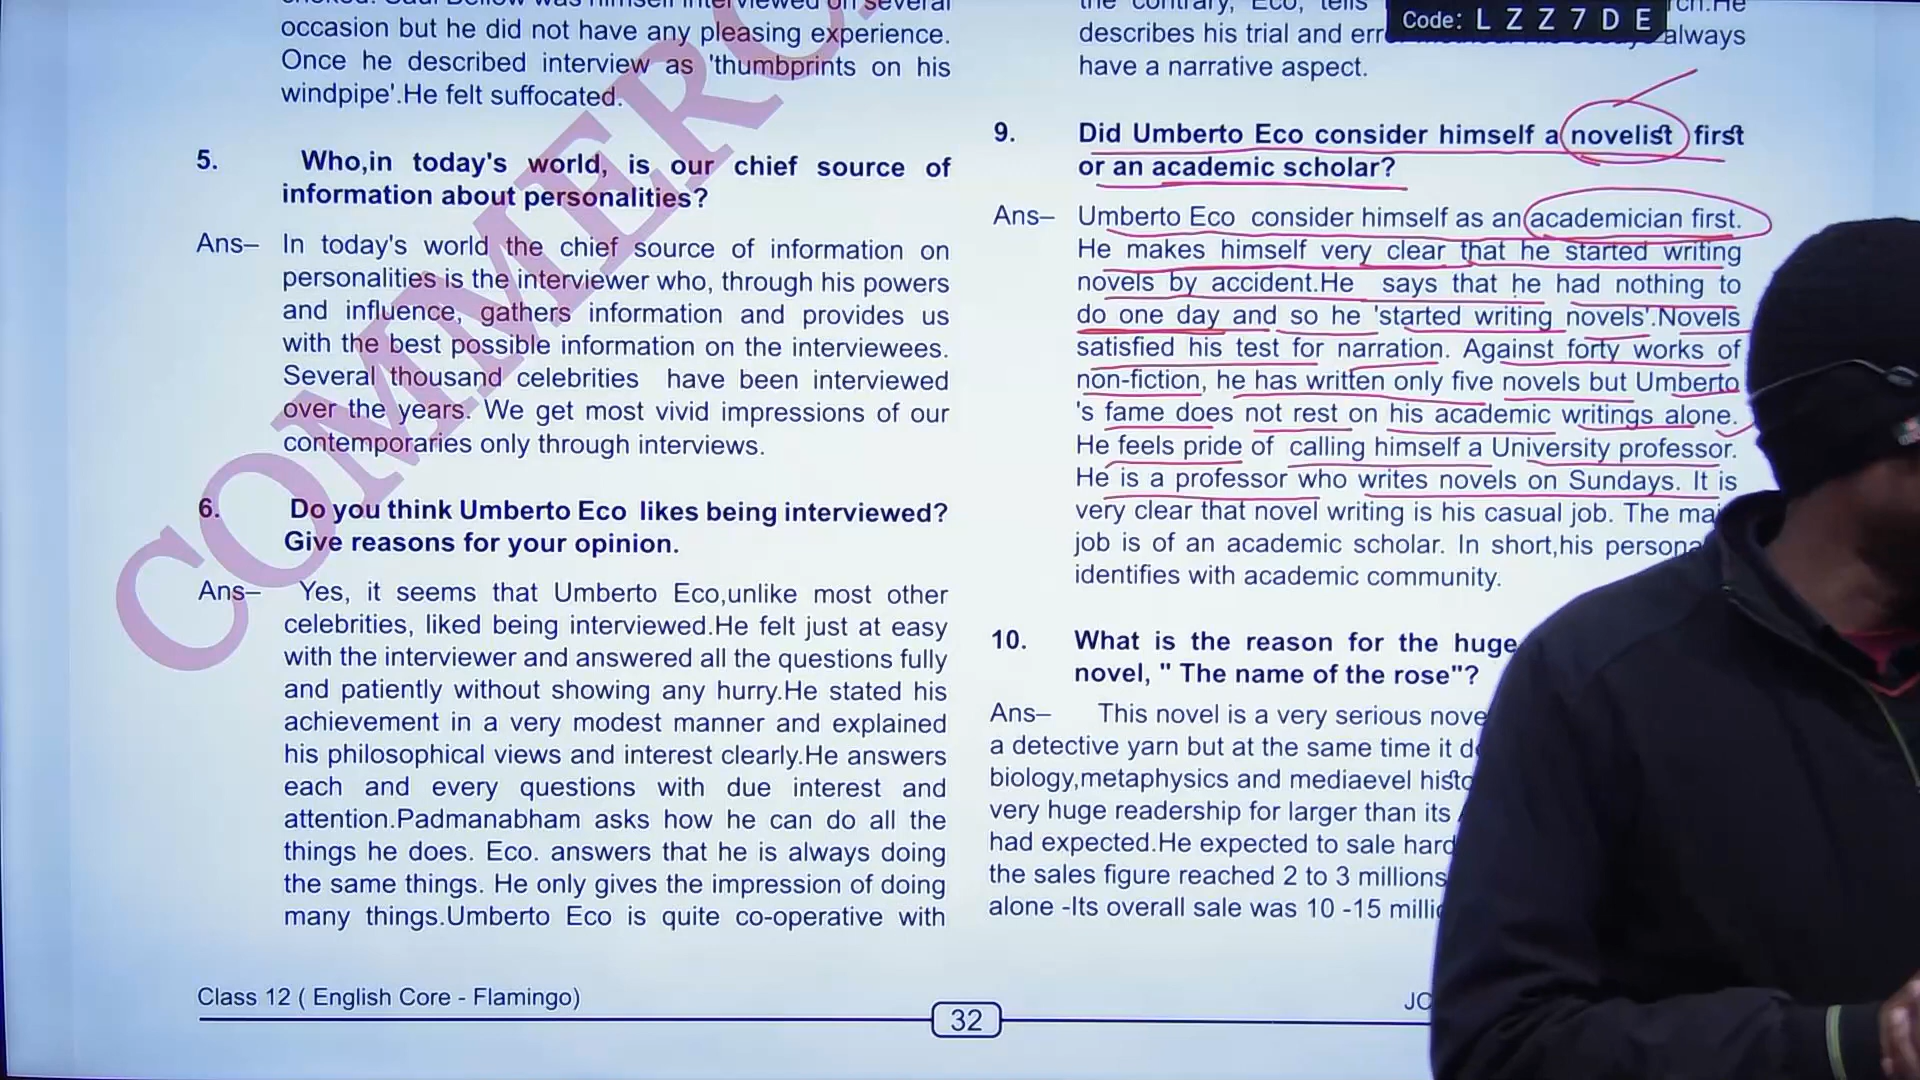 occasion but he did not have any pleasing experience.
Once he described interview as 'thumbprints on his
windpipe'.He felt suffocated.
5. Who,in today's world, is our chief source of
information about personalities?
Ans– In today's world the chief source of information on
personalities is the interviewer who, through his powers
and influence, gathers information and provides us
with the best possible information on the interviewees.
Several thousand celebrities have been interviewed
over the years. We get most vivid impressions of our
contemporaries only through interviews.
6. Do you think Umberto Eco likes being interviewed?
Give reasons for your opinion.
Ans– Yes, it seems that Umberto Eco,unlike most other
celebrities, liked being interviewed.He felt just at easy
with the interviewer and answered all the questions fully
and patiently without showing any hurry.He stated his
achievement in a very modest manner and explained
his philosophical views and interest clearly.He answers
each and every questions with due interest and
attention.Padmanabham asks how he can do all the
things he does. Eco. answers that he is always doing
the same things. He only gives the impression of doing
many things.Umberto Eco is quite co-operative with
the contrary, Eco, tells
Code: L Z Z 7 D E
describes his trial and always
have a narrative aspect.
9. Did Umberto Eco consider himself a novelist first
or an academic scholar?
Ans– Umberto Eco consider himself as an academician first.
He makes himself very clear that he started writing
novels by accident.He says that he had nothing to
do one day and so he 'started writing novels'.Novels
satisfied his test for narration. Against forty works of
non-fiction, he has written only five novels but Umberto
's fame does not rest on his academic writings alone.
He feels pride of calling himself a University professor.
He is a professor who writes novels on Sundays. It is
very clear that novel writing is his casual job. The
job is of an academic scholar. In short,his
identifies with academic community.
10. What is the reason for the huge
novel, " The name of the rose"?
Ans– This novel is a very serious
a detective yarn but at the same time it
biology,metaphysics and mediaevel
very huge readership for larger than its
had expected.He expected to sale
the sales figure reached 2 to 3 millions
alone -Its overall sale was 10 -15
Class 12 ( English Core - Flamingo)
32
JC